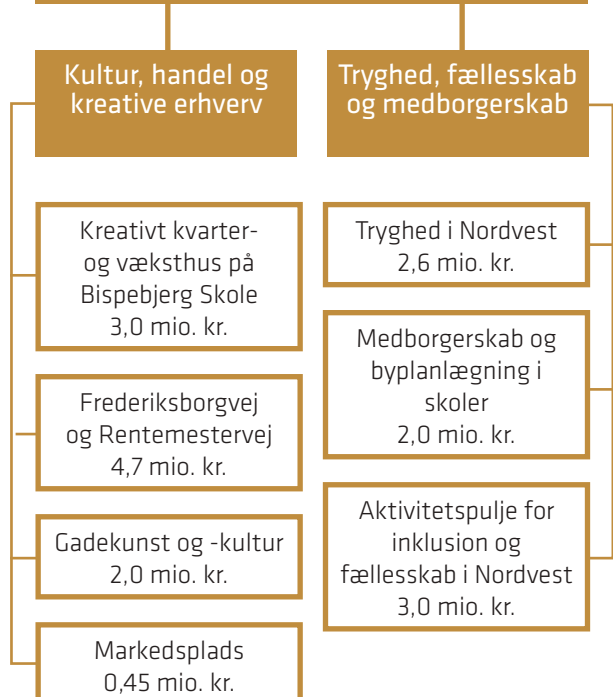 Kultur, handel og
kreative erhverv
Kreativt kvarter-
og væksthus på
Bispebjerg Skole
3,0 mio. kr.
Frederiksborgvej
og Rentemestervej
4,7 mio. kr.
Gadekunst og -kultur
2,0 mio. kr.
Markedsplads
0,45 mio. kr.
Tryghed, fællesskab
og medborgerskab
Tryghed i Nordvest
2,6 mio. kr.
Medborgerskab og
byplanlægning i
skoler
2,0 mio. kr.
Aktivitetspulje for
inklusion og
fællesskab i Nordvest
3,0 mio. kr.